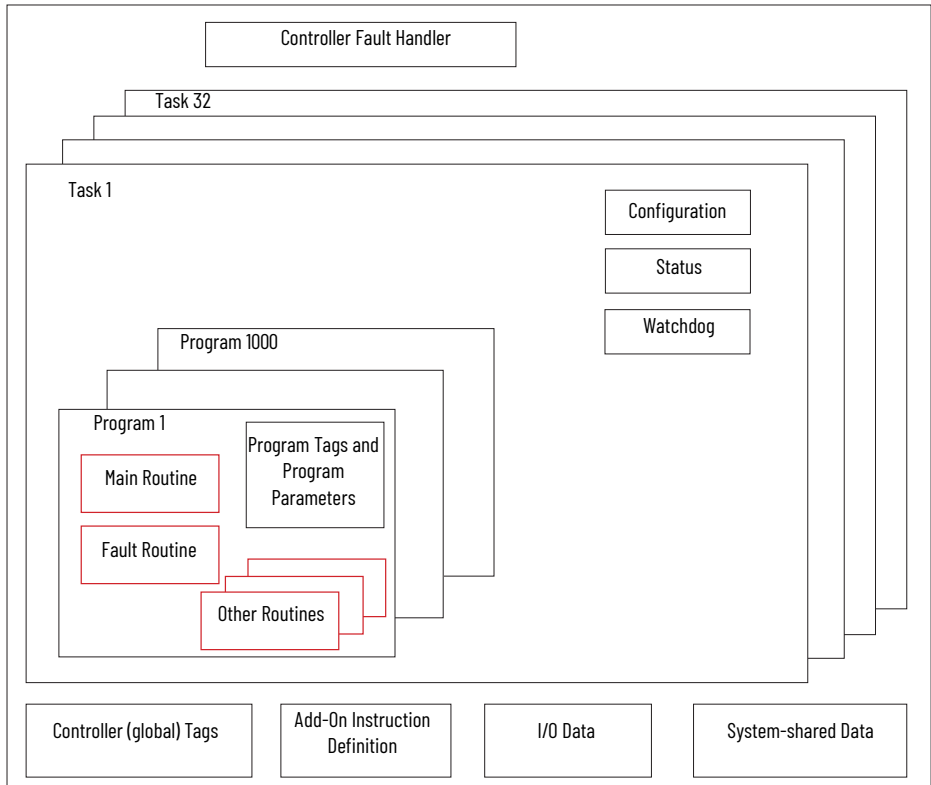 Controller Fault Handler
Task 32
Task 1
Configuration
Status
Watchdog
Program 1000
Program 1
Program Tags and
Program
Parameters
Main Routine
Fault Routine
Other Routines
Controller (global) Tags
Add-On Instruction
Definition
I/O Data
System-shared Data